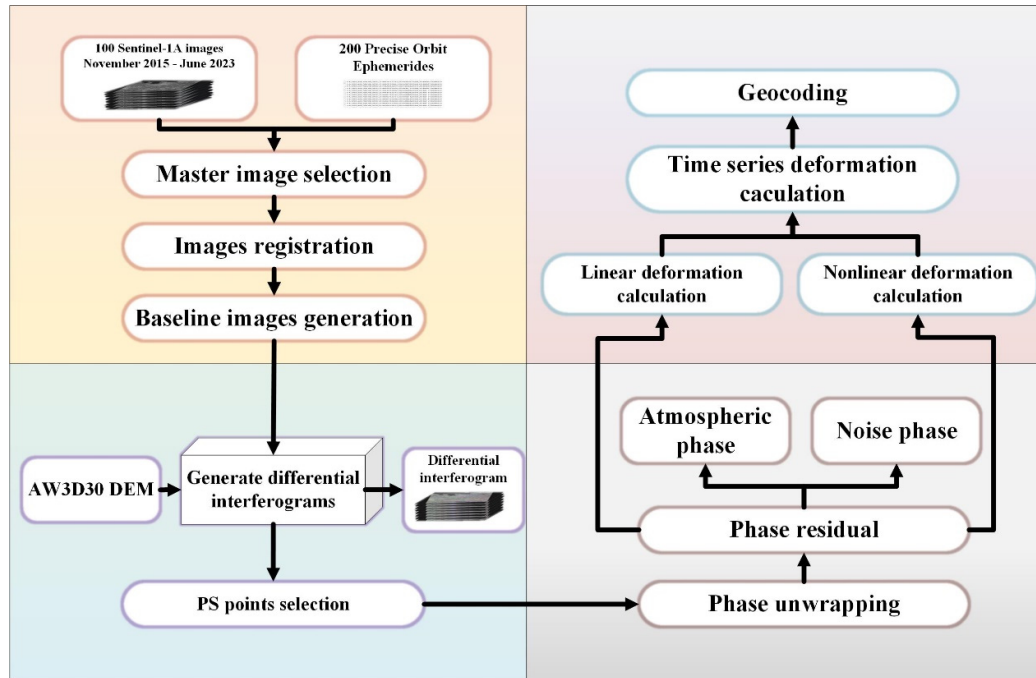 100 Sentinel-1A images
November 2015 - June 2023
200 Precise Orbit
Ephemerides
Master image selection
Images registration
Baseline images generation
AW3D30 DEM
Generate differential
interferograms
Differential
interferogram
PS points selection
Geocoding
Time series deformation
caculation
Linear deformation
calculation
Nonlinear deformation
calculation
Atmospheric
phase
Noise phase
Phase residual
Phase unwrapping